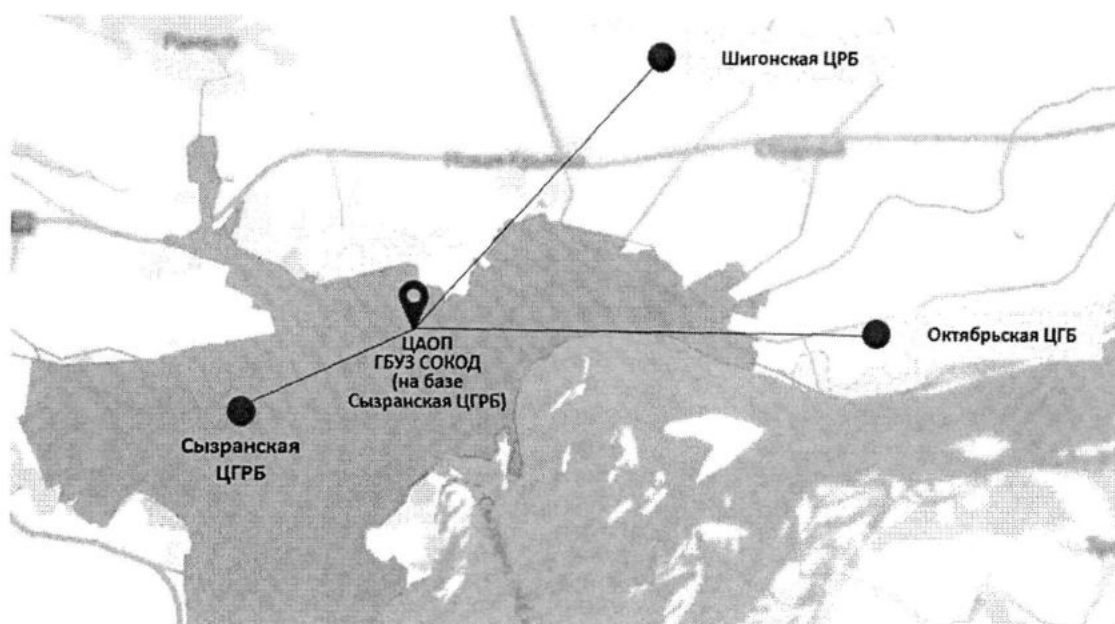 Шигонская ЦРБ
Октябрьская ЦГБ
ЦАОП
ГБУЗ СОКОД
(на базе
Сызранская ЦГРБ)
Сызранская
ЦГРБ